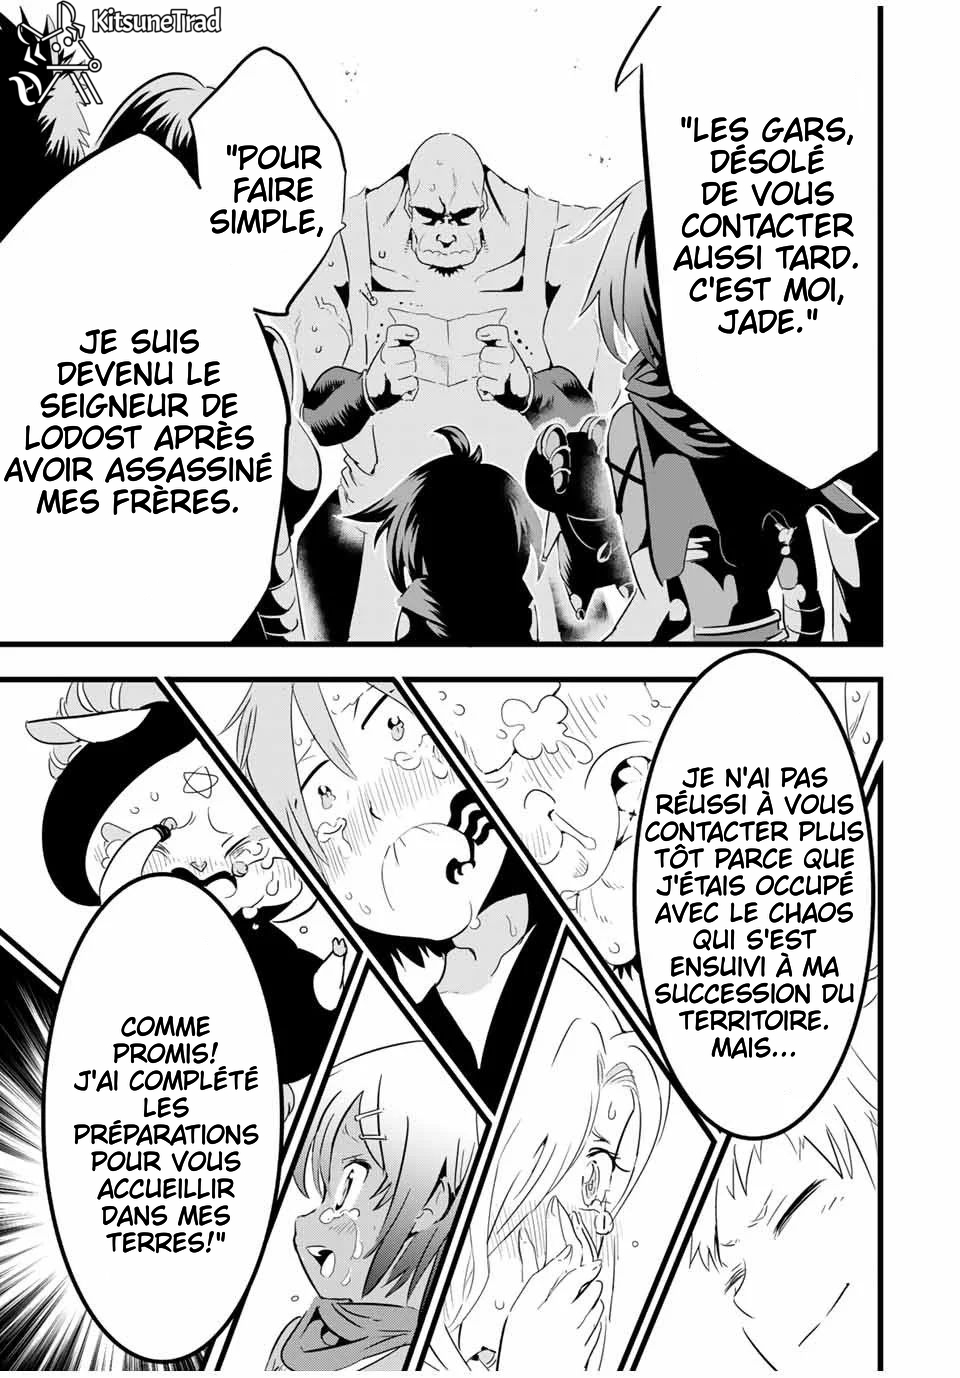 KitsuneTrad
"LES GARS,
DÉSOLÉ
DE VOUS
CONTACTER
AUSSI TARD.
C'EST MOI,
JADE."
"POUR
FAIRE
SIMPLE,
JE SUIS
DEVENU LE
SEIGNEUR DE
LODOST APRÈS
AVOIR ASSASSINÉ
MES FRÈRES.
JE N'AI PAS
RÉUSSI À VOUS
CONTACTER PLUS
TÔT PARCE QUE
J'ÉTAIS OCCUPÉ
AVEC LE CHAOS
QUI S'EST
ENSUIVI À MA
SUCCESSION DU
TERRITOIRE.
MAIS...
COMME
PROMIS!
J'AI COMPLÉTÉ
LES
PRÉPARATIONS
POUR VOUS
ACCUEILLIR
DANS MES
TERRES!"